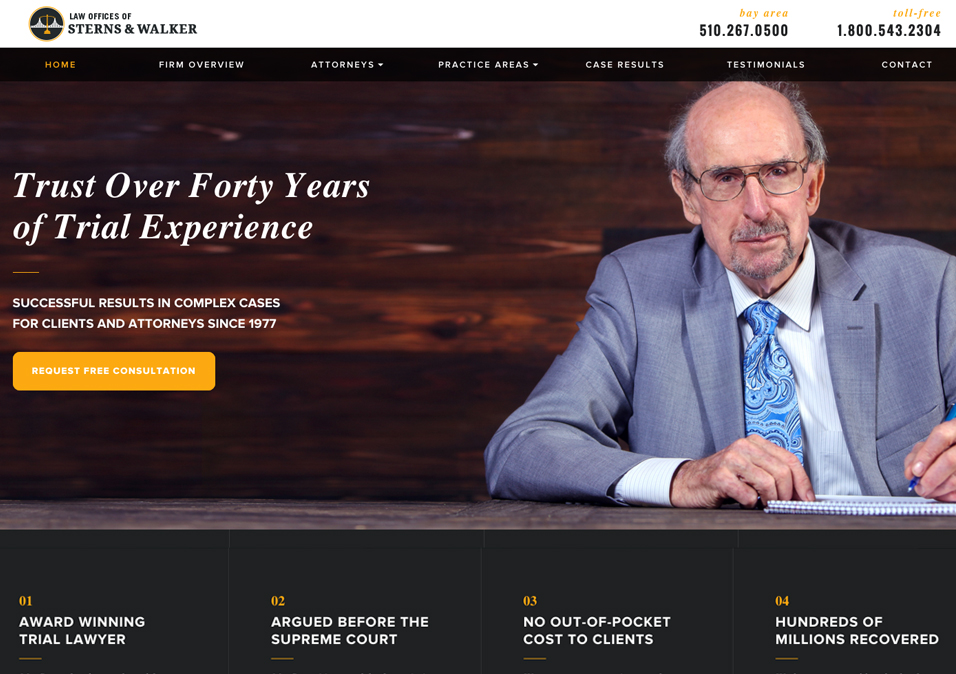 LAW OFFICES OF
STERNS & WALKER
bay area
510.267.0500
toll-free
1.800.543.2304
HOME
FIRM OVERVIEW
ATTORNEYS
PRACTICE AREAS
CASE RESULTS
TESTIMONIALS
CONTACT
Trust Over Forty Years
of Trial Experience
SUCCESSFUL RESULTS IN COMPLEX CASES
FOR CLIENTS AND ATTORNEYS SINCE 1977
REQUEST FREE CONSULTATION
01
AWARD WINNING
TRIAL LAWYER
02
ARGUED BEFORE THE
SUPREME COURT
03
NO OUT-OF-POCKET
COST TO CLIENTS
04
HUNDREDS OF
MILLIONS RECOVERED